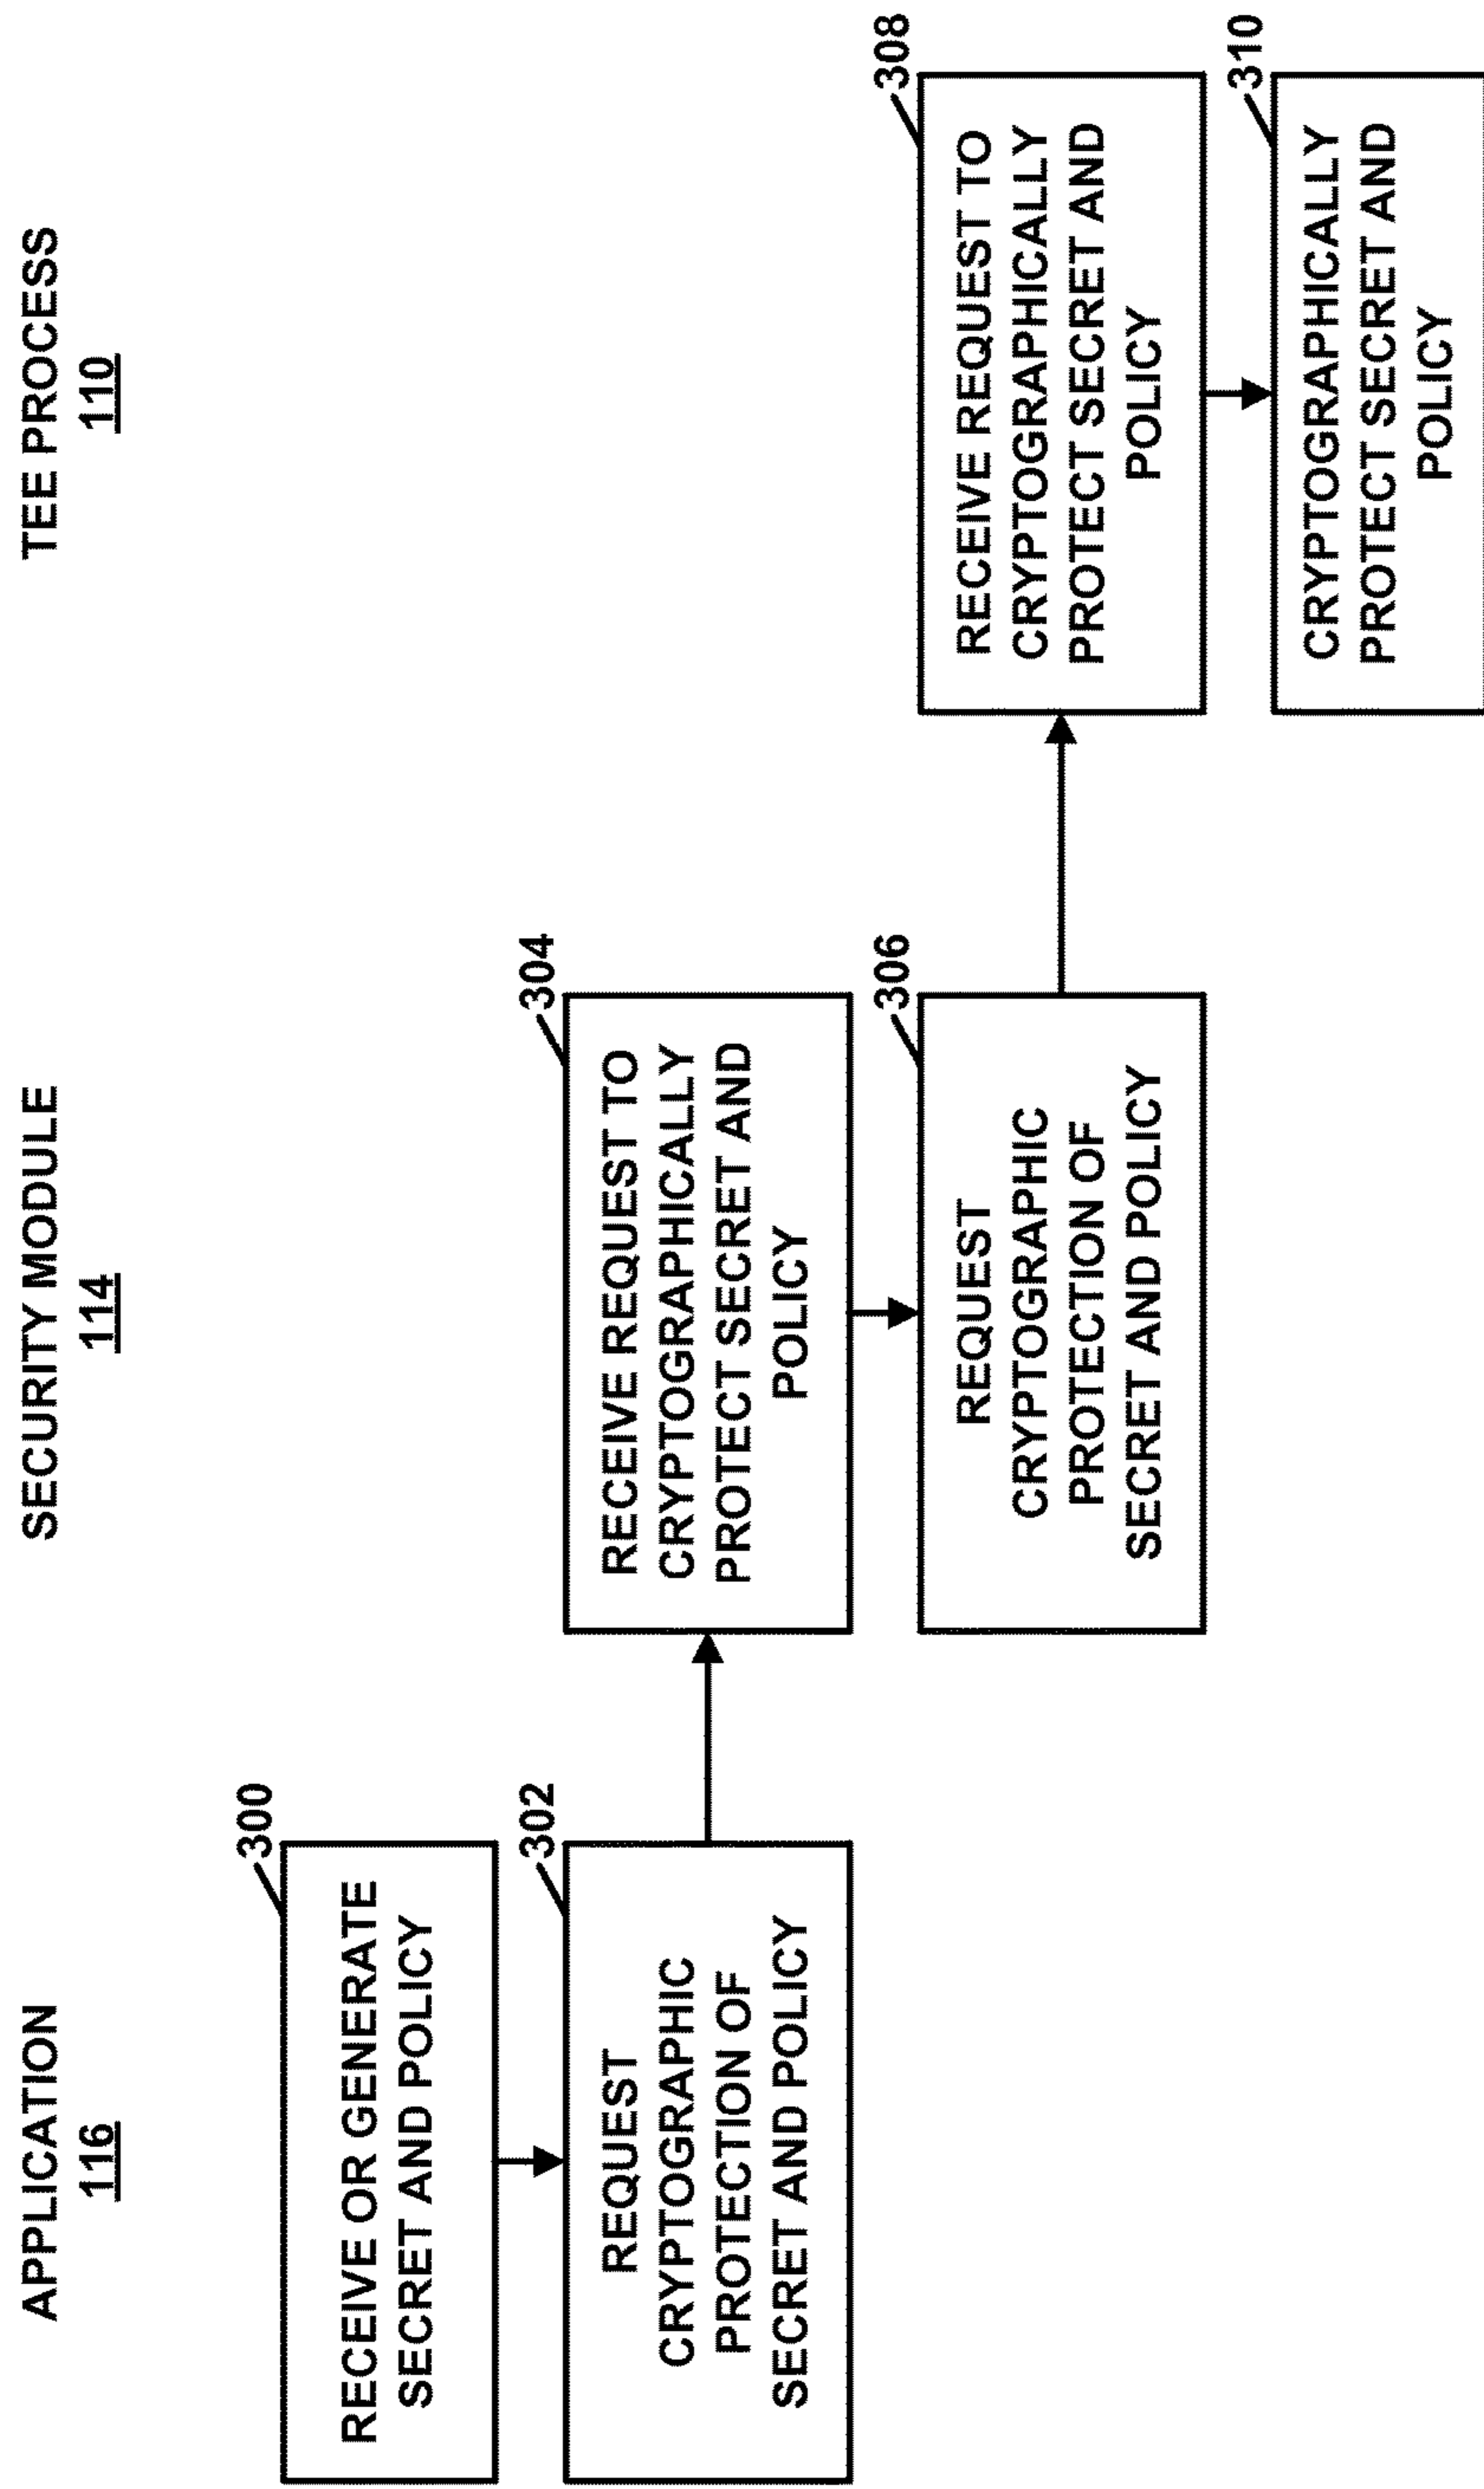 APPLICATION
116
SECURITY MODULE
114
TEE PROCESS
110
300
RECEIVE OR GENERATE
SECRET AND POLICY
302
REQUEST
CRYPTOGRAPHIC
PROTECTION OF
SECRET AND POLICY
304
RECEIVE REQUEST TO
CRYPTOGRAPHICALLY
PROTECT SECRET AND
POLICY
306
REQUEST
CRYPTOGRAPHIC
PROTECTION OF
SECRET AND POLICY
308
RECEIVE REQUEST TO
CRYPTOGRAPHICALLY
PROTECT SECRET AND
POLICY
310
CRYPTOGRAPHICALLY
PROTECT SECRET AND
POLICY